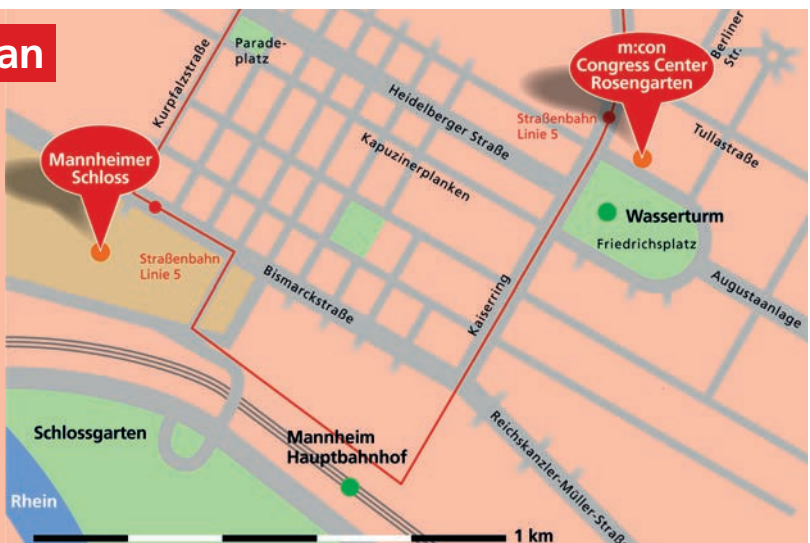 an
Parade-
platz
Kurpfalzstraße
Heidelberger Straße
Kapuzinerplanken
m:con
Congress Center
Rosengarten
Berliner
Str.
Straßenbahn
Linie 5
Tullastraße
Mannheimer
Schloss
Wasserturm
Friedrichsplatz
Straßenbahn
Linie 5
Bismarckstraße
Kaiserring
Augustaanlage
Schlossgarten
Mannheim
Hauptbahnhof
Reichskanzler-Müller-Straß
Rhein
1 km